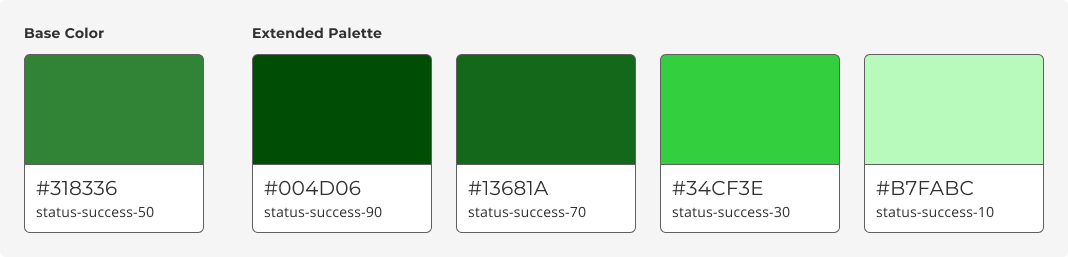 Base Color
Extended Palette
#318336
status-success-50
#004D06
status-success-90
#13681A
status-success-70
#34CF3E
status-success-30
#B7FABC
status-success-10